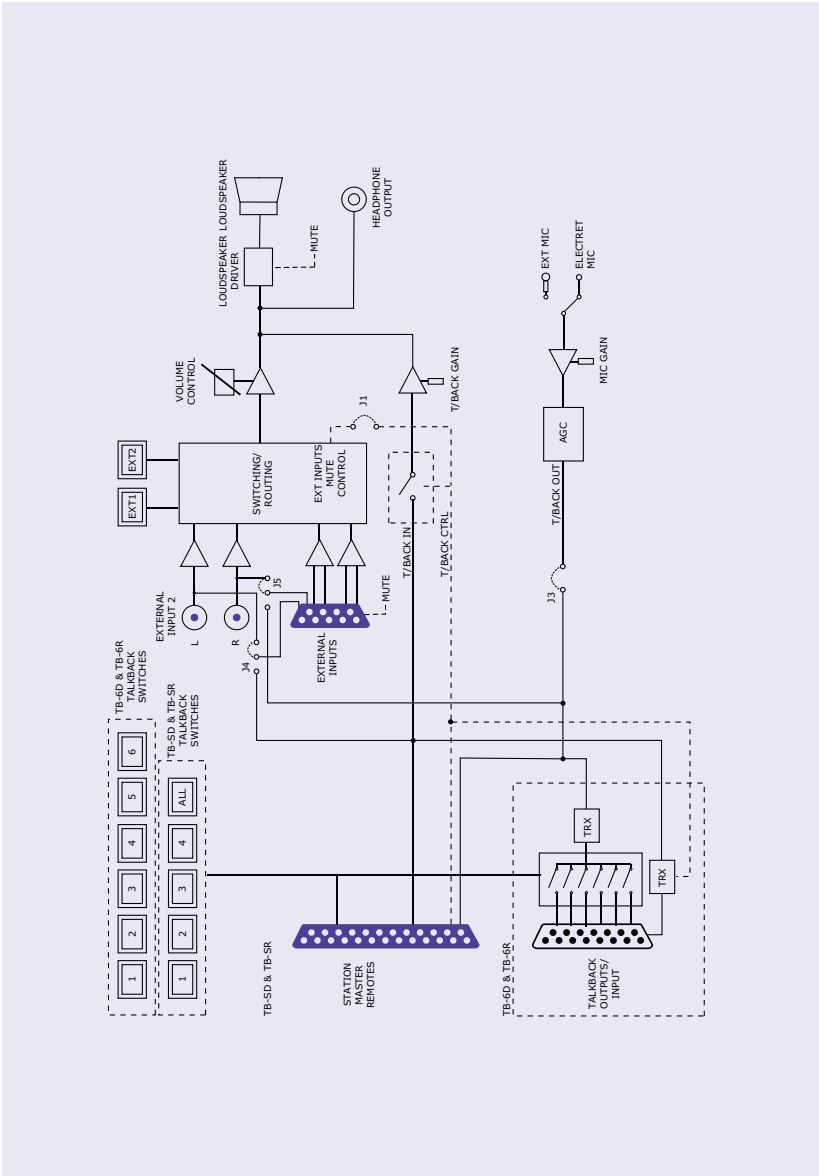 TB-6D & TB-6R
TALKBACK
SWITCHES
1
2
3
4
5
6
TB-SD & TB-SR
TALKBACK
SWITCHES
1
2
3
4
ALL
EXTERNAL
INPUT 2
L
R
EXT1
EXT2
VOLUME
CONTROL
LOUDSPEAKER
DRIVER
LOUDSPEAKER
MUTE
HEADPHONE
OUTPUT
SWITCHING/
ROUTING
EXT INPUTS
MUTE
CONTROL
J1
J4
J5
EXTERNAL
INPUTS
MUTE
T/BACK IN
T/BACK CTRL
T/BACK GAIN
TB-SD & TB-SR
STATION
MASTER
REMOTES
TB-6D & TB-6R
TALKBACK
OUTPUTS/
INPUT
TRX
TRX
J3
T/BACK OUT
AGC
MIC GAIN
EXT MIC
ELECTRET
MIC